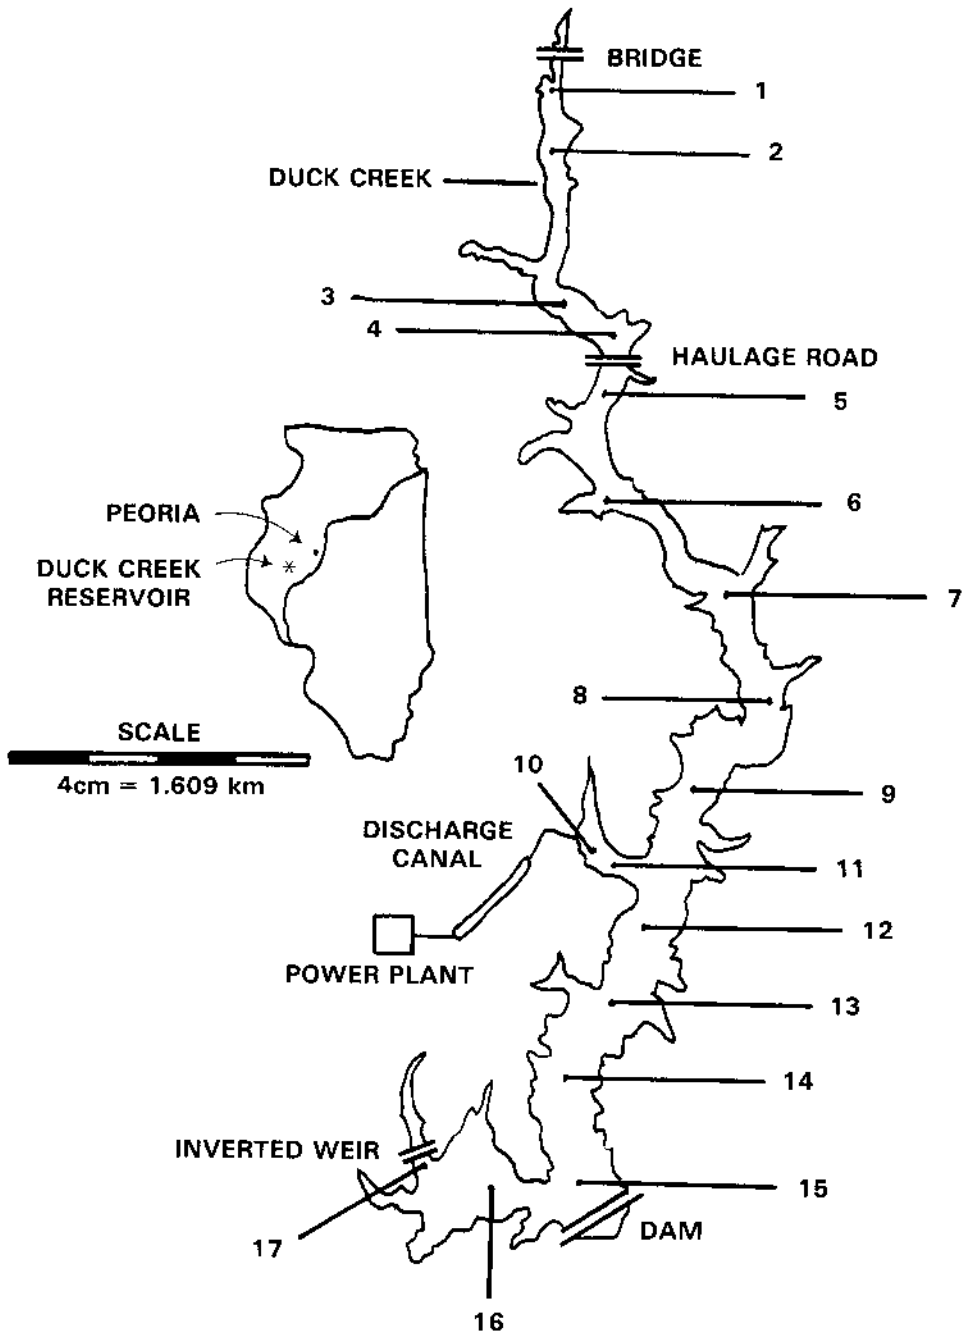 BRIDGE
1
2
DUCK CREEK
3
4
HAULAGE ROAD
5
6
PEORIA
DUCK CREEK
RESERVOIR
7
8
SCALE
4cm = 1.609 km
10
9
DISCHARGE
CANAL
11
12
POWER PLANT
13
14
INVERTED WEIR
15
17
DAM
16